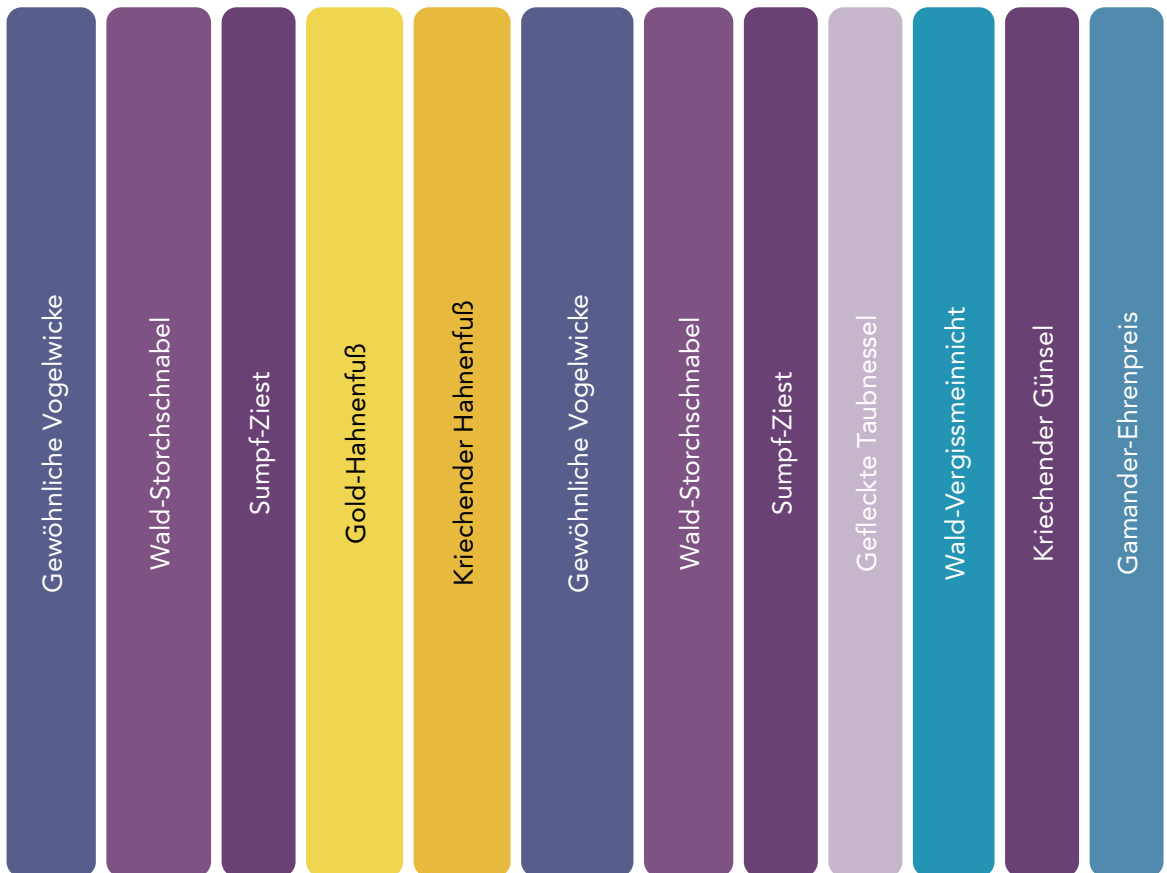 Gewöhnliche Vogelwicke
Wald-Storchschnabel
Sumpf-Ziest
Gold-Hahnenfuß
Kriechender Hahnenfuß
Gewöhnliche Vogelwicke
Wald-Storchschnabel
Sumpf-Ziest
Gefleckte Taubnessel
Wald-Vergissmeinnicht
Kriechender Günsel
Gamander-Ehrenpreis